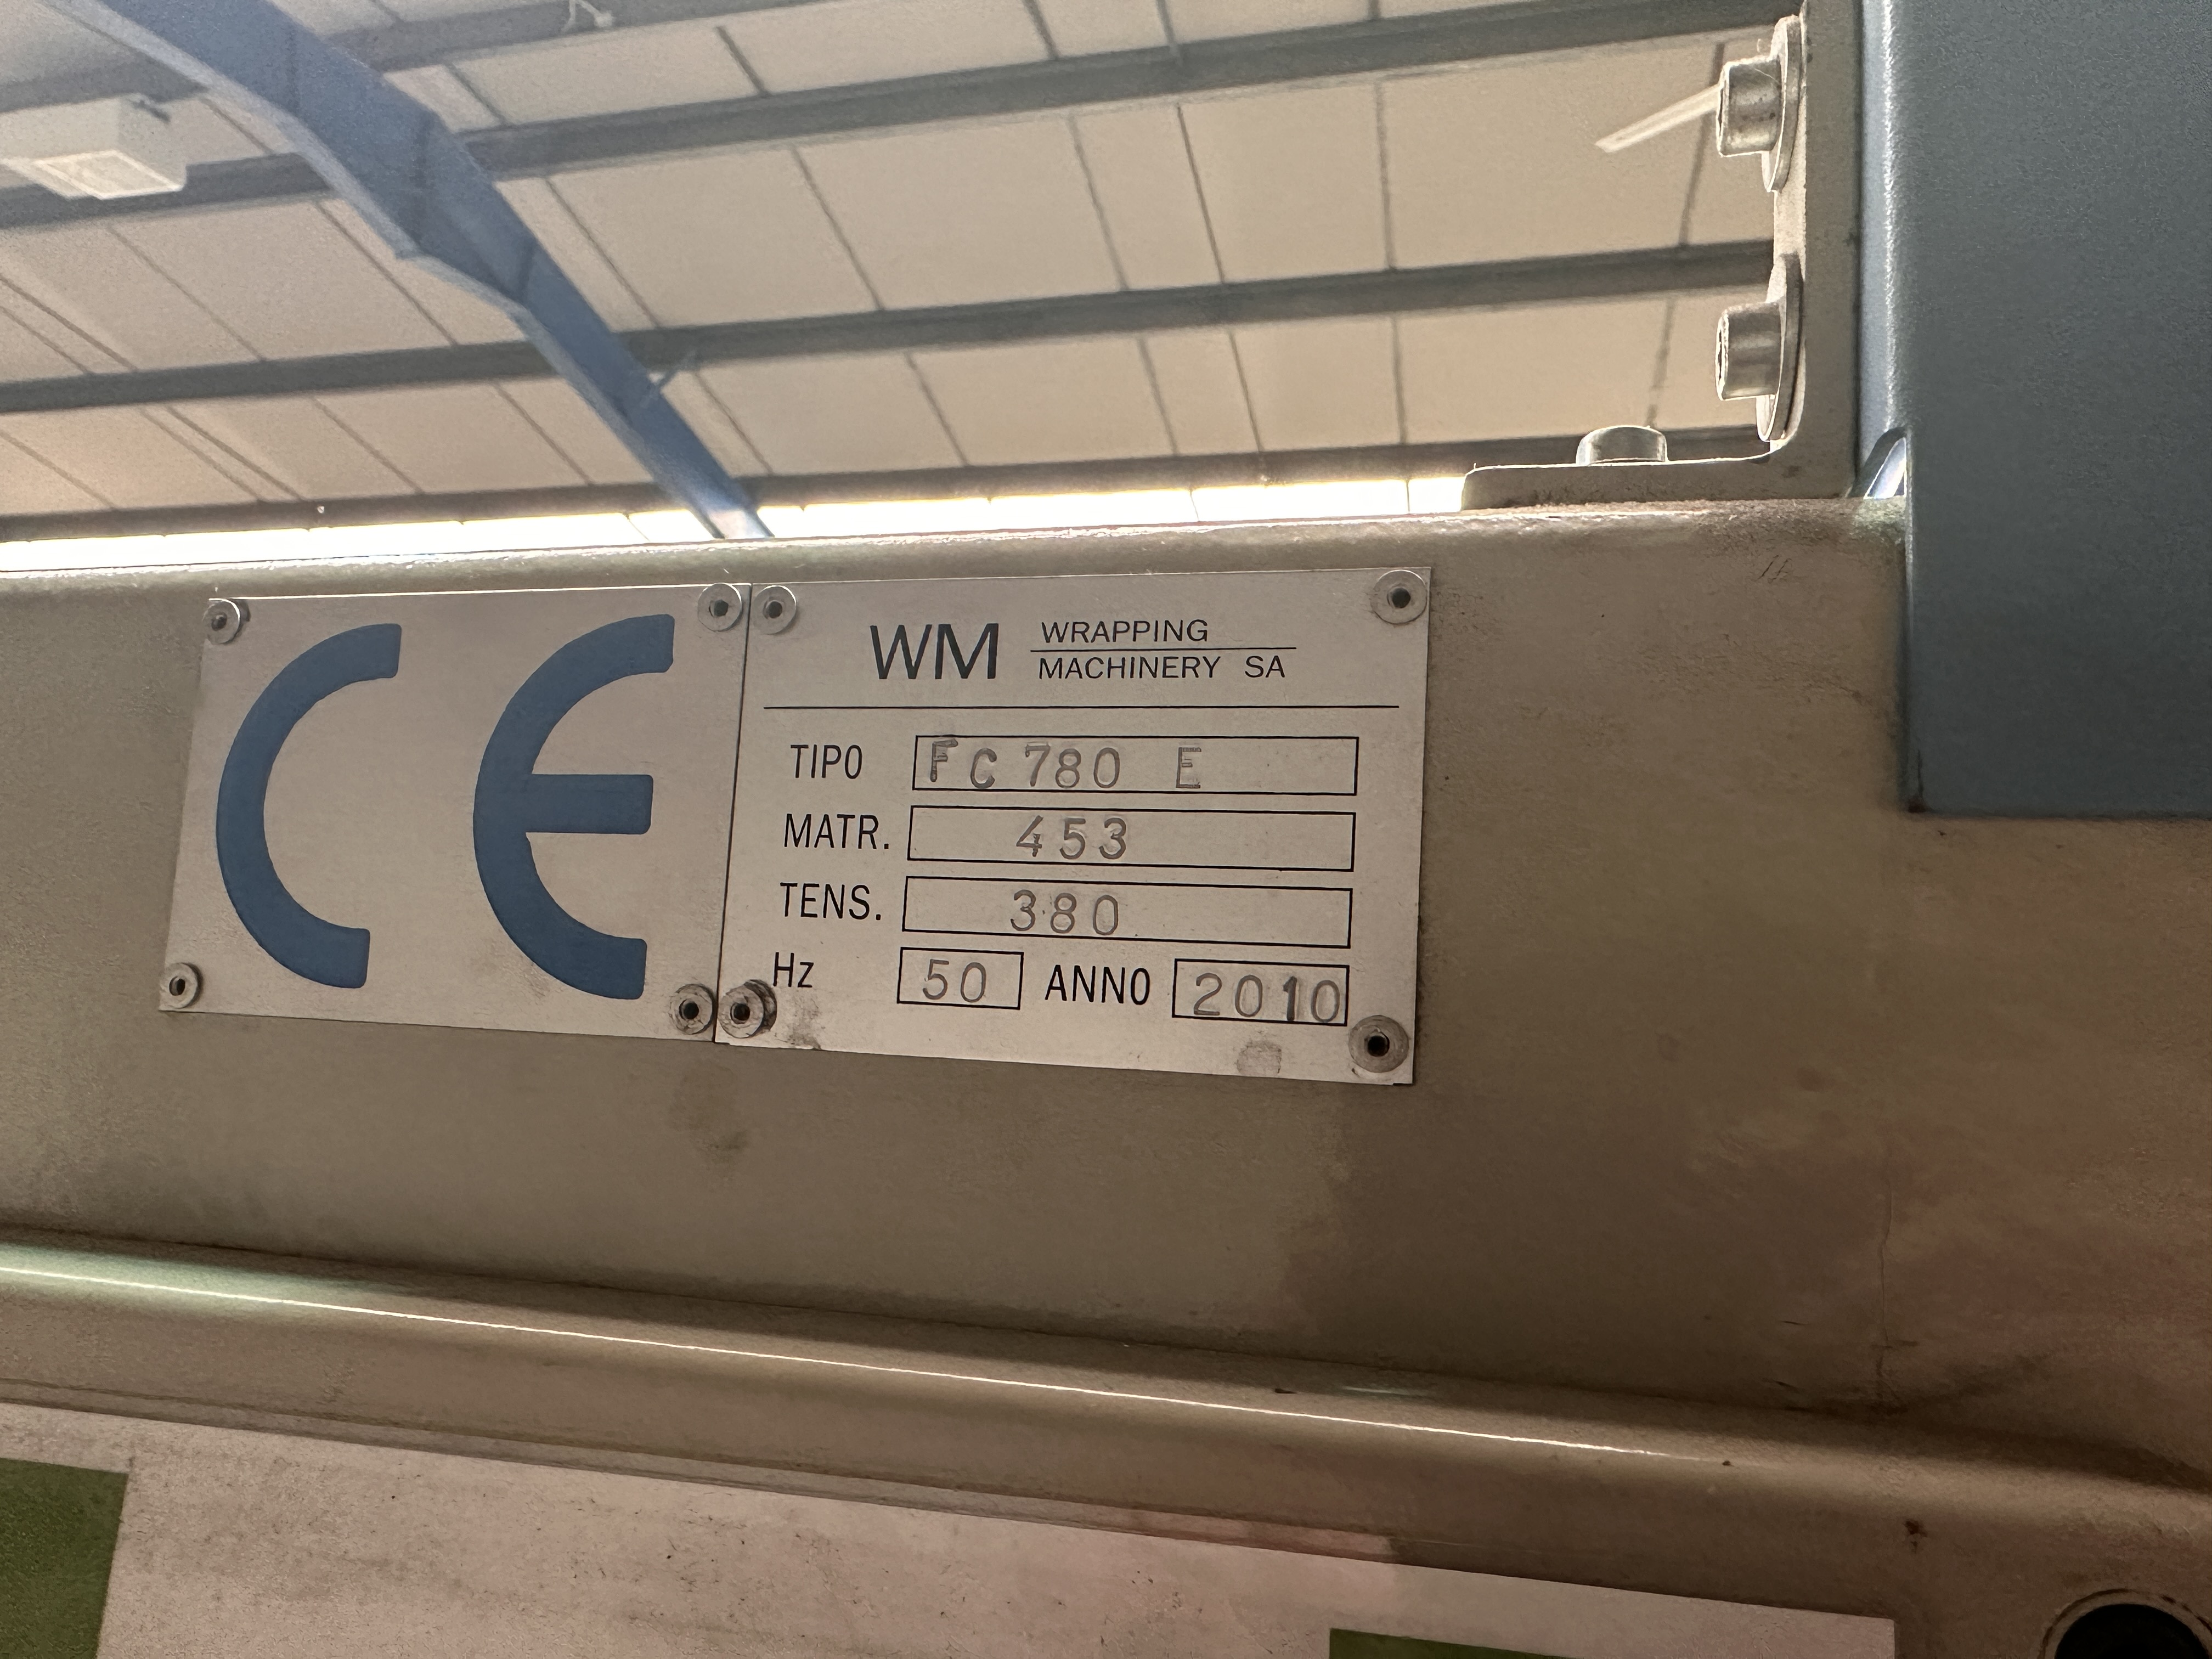 CE
WM WRAPPING
MACHINERY SA
TIPO FC 780 E
MATR. 453
TENS. 380
Hz 50 ANNO 2010